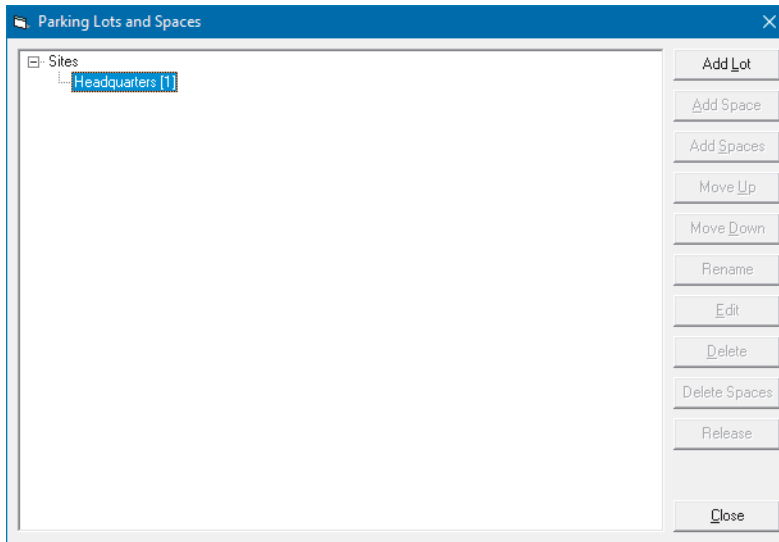 Parking Lots and Spaces
Sites
Headquarters [1]
Add Lot
Add Space
Add Spaces
Move Up
Move Down
Rename
Edit
Delete
Delete Spaces
Release
Close